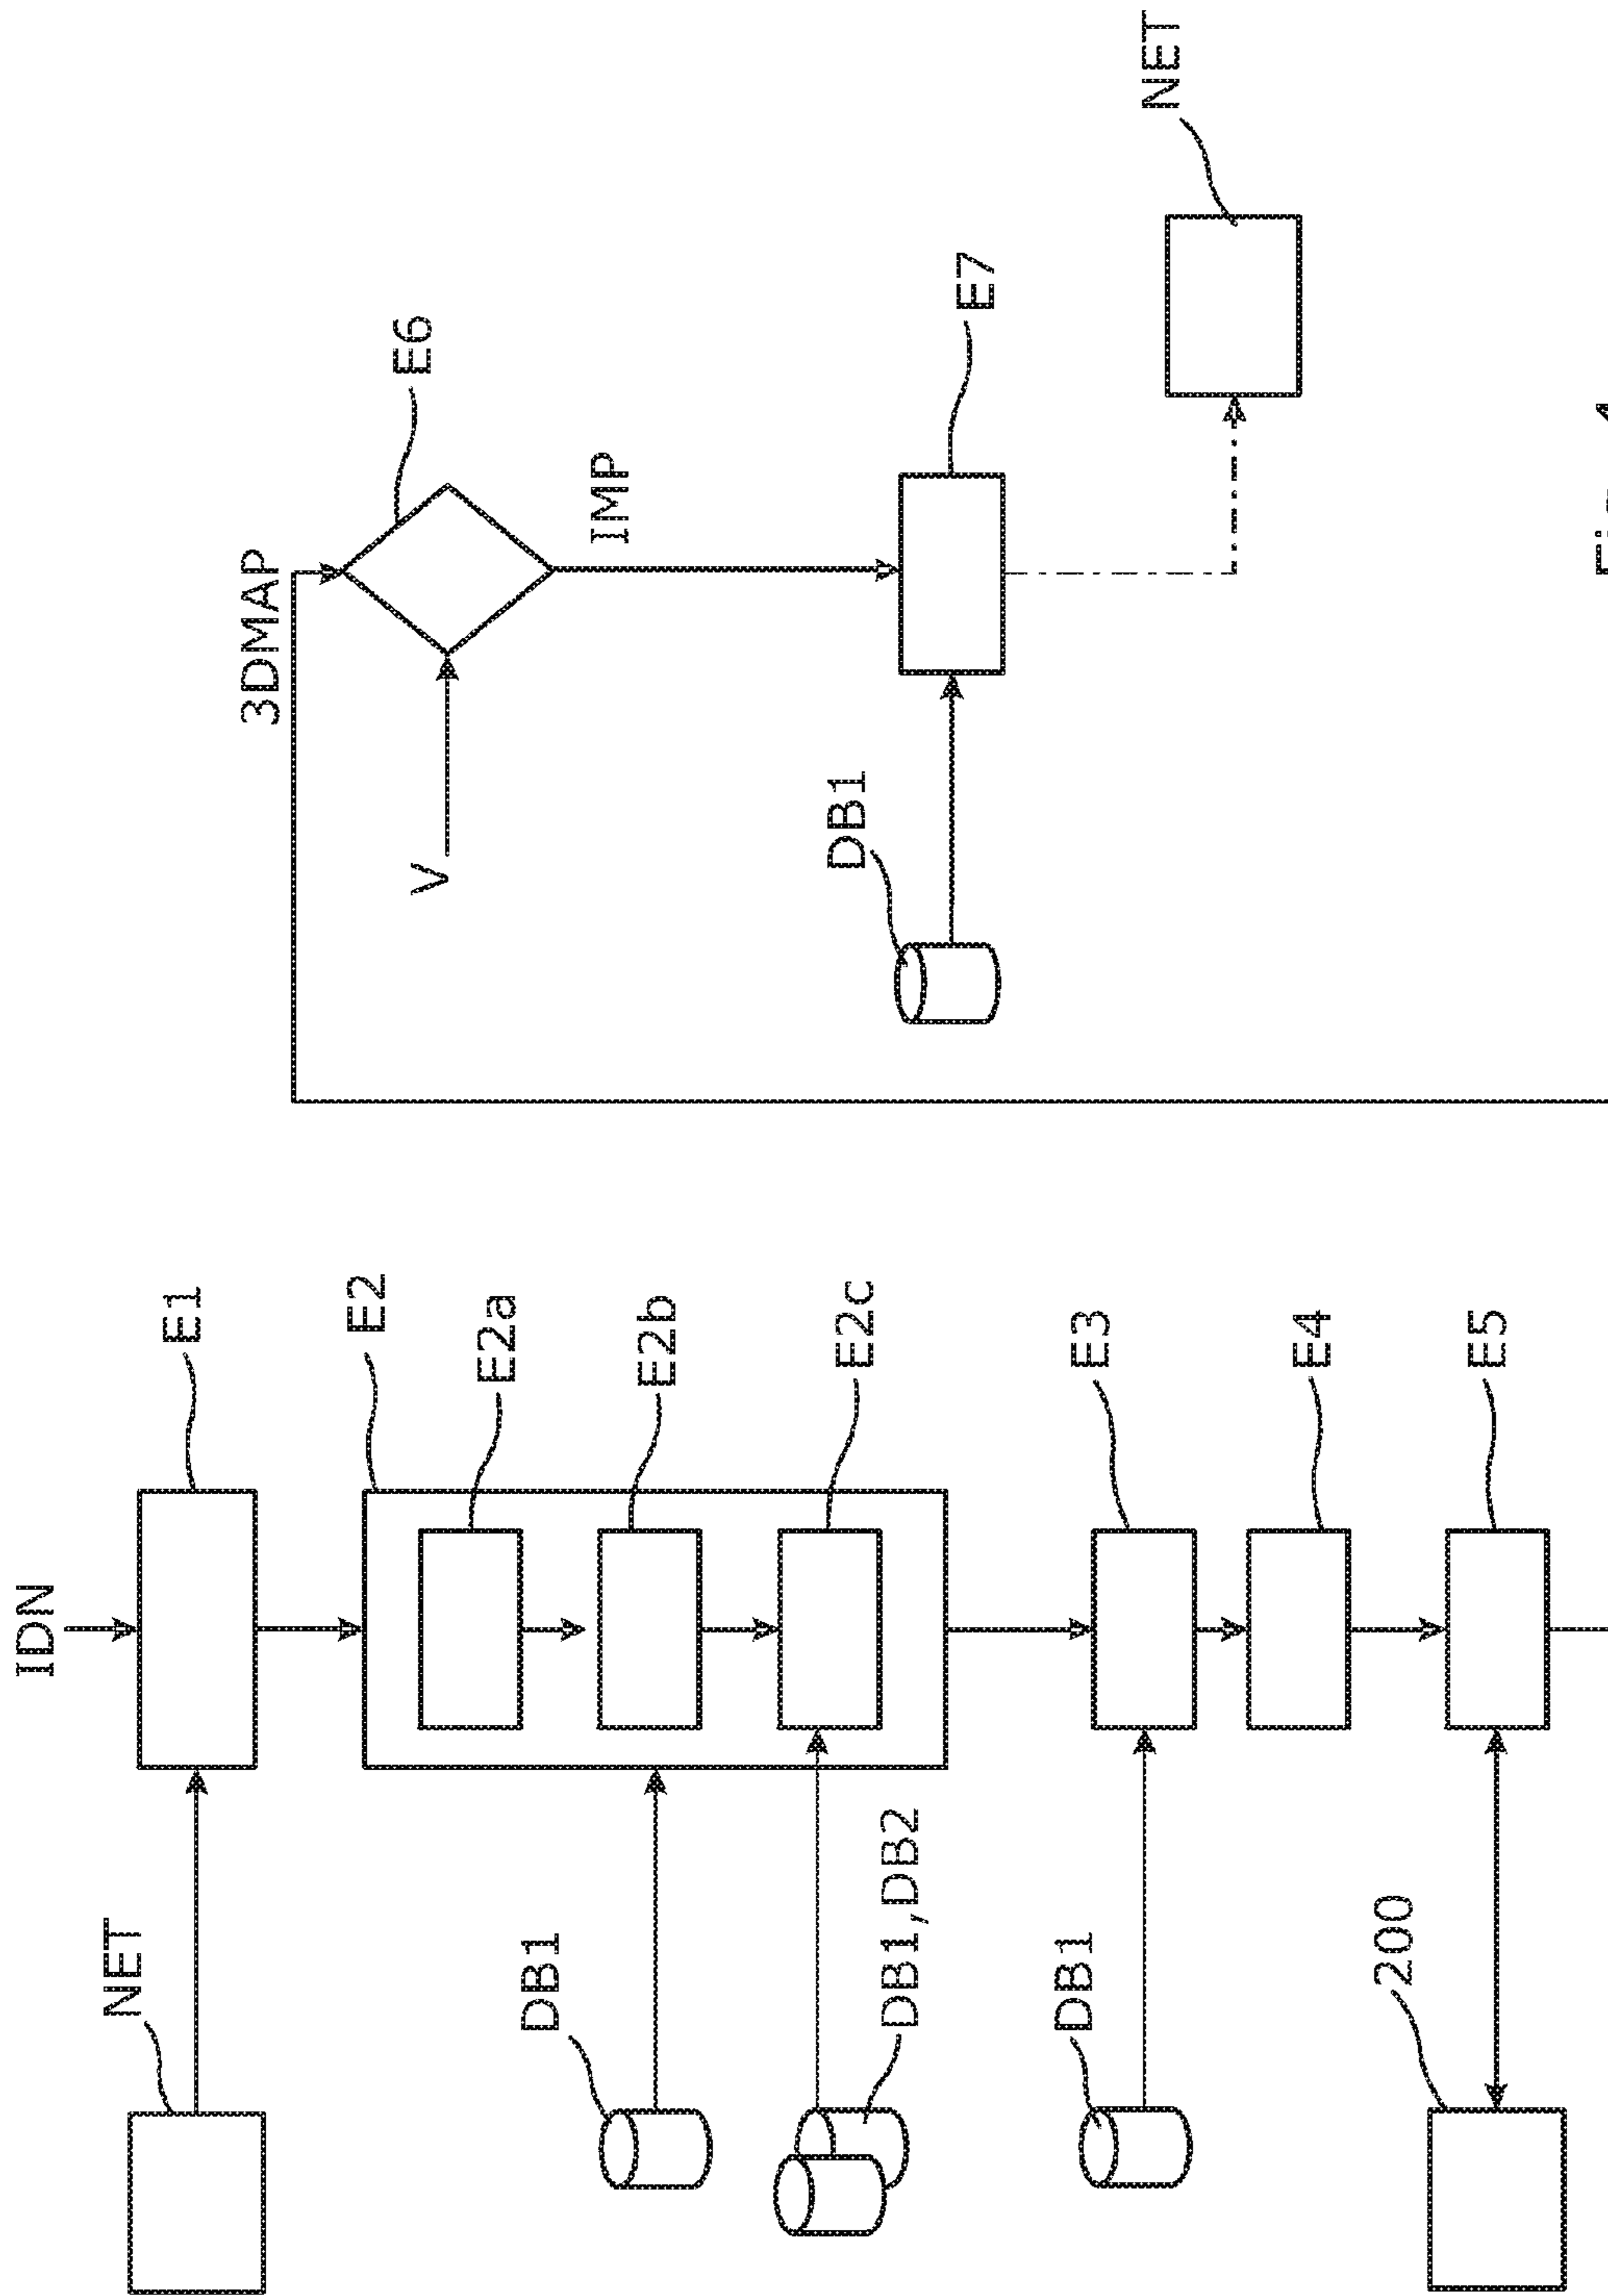 IDN
NET
E1
E2
E2a
DB1
E2b
E2c
DB1,DB2
DB1
E3
E4
200
E5
3DMAP
E6
V
IMP
DB1
E7
NET